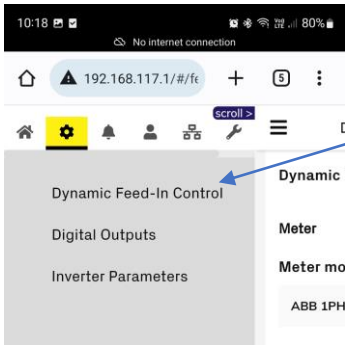 10:18
80%
No internet connection
192.168.117.1/#/fe
5
scroll >
D
Dynamic Feed-In Control
Digital Outputs
Inverter Parameters
Dynamic
Meter
Meter mo
ABB 1PH